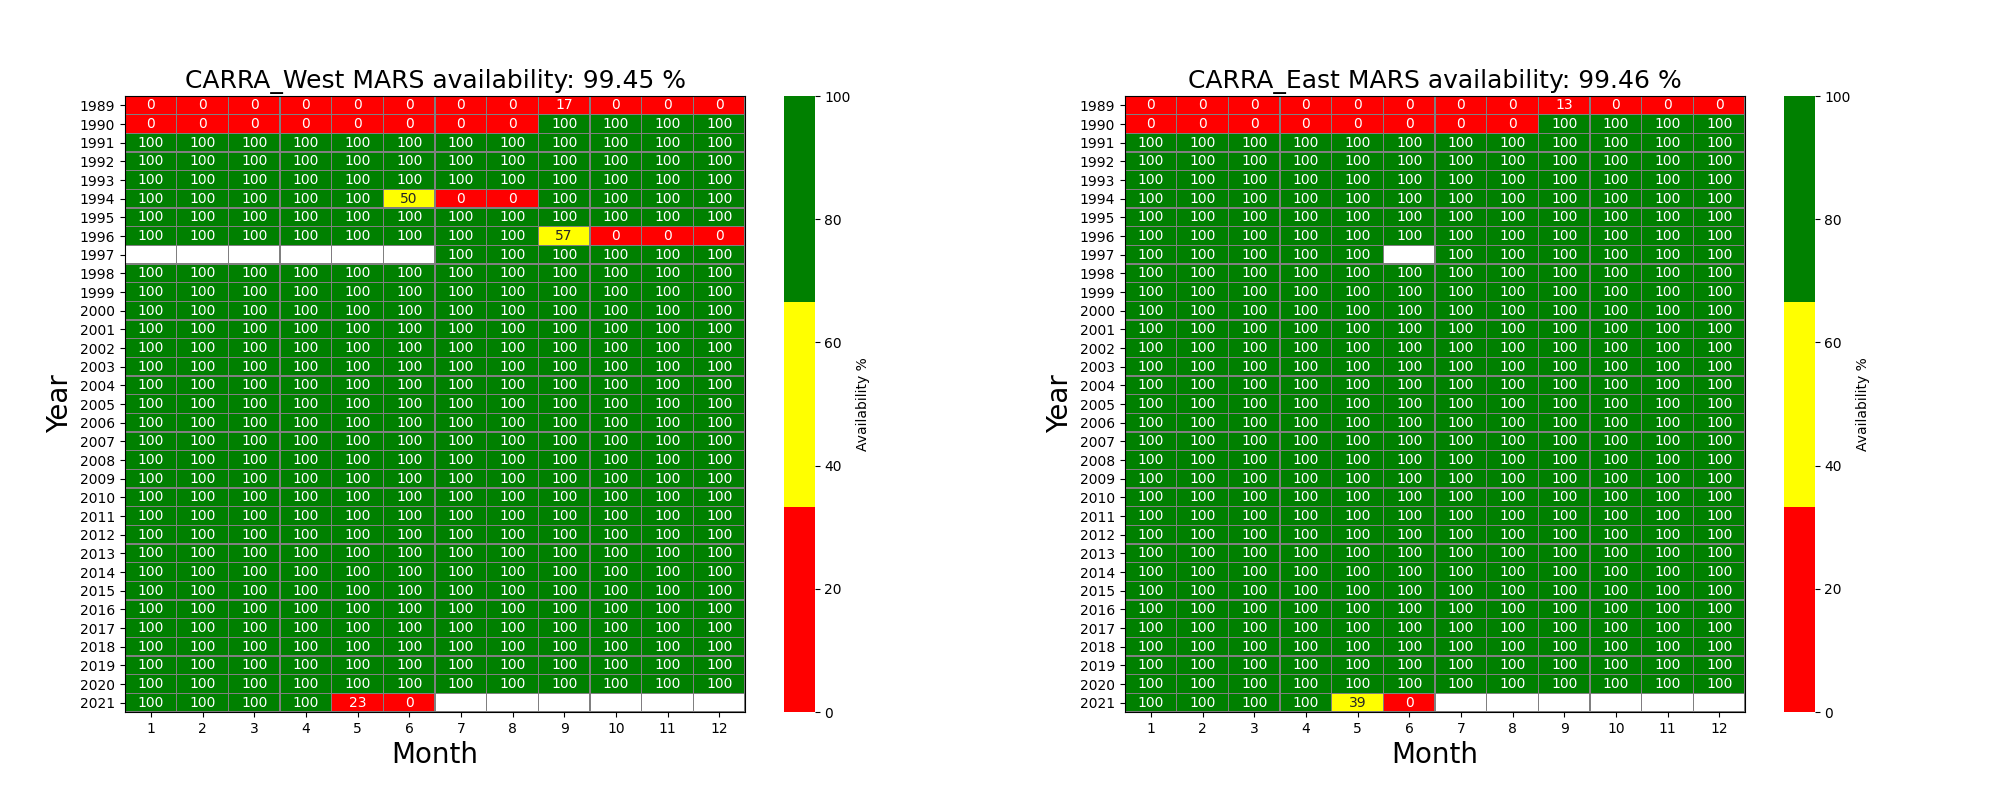 CARRA_West MARS availability: 99.45 %
1989 0 0 0 0 0 0 0 0 17 0 0 0
1990 0 0 0 0 0 0 0 0 100 100 100 100
1991 100 100 100 100 100 100 100 100 100 100 100 100
1992 100 100 100 100 100 100 100 100 100 100 100 100
1993 100 100 100 100 100 100 100 100 100 100 100 100
1994 100 100 100 100 100 50 0 0 100 100 100 100
1995 100 100 100 100 100 100 100 100 100 100 100 100
1996 100 100 100 100 100 100 100 100 57 0 0 0
1997 100 100 100 100 100 100
1998 100 100 100 100 100 100 100 100 100 100 100 100
1999 100 100 100 100 100 100 100 100 100 100 100 100
2000 100 100 100 100 100 100 100 100 100 100 100 100
2001 100 100 100 100 100 100 100 100 100 100 100 100
2002 100 100 100 100 100 100 100 100 100 100 100 100
2003 100 100 100 100 100 100 100 100 100 100 100 100
2004 100 100 100 100 100 100 100 100 100 100 100 100
2005 100 100 100 100 100 100 100 100 100 100 100 100
2006 100 100 100 100 100 100 100 100 100 100 100 100
2007 100 100 100 100 100 100 100 100 100 100 100 100
2008 100 100 100 100 100 100 100 100 100 100 100 100
2009 100 100 100 100 100 100 100 100 100 100 100 100
2010 100 100 100 100 100 100 100 100 100 100 100 100
2011 100 100 100 100 100 100 100 100 100 100 100 100
2012 100 100 100 100 100 100 100 100 100 100 100 100
2013 100 100 100 100 100 100 100 100 100 100 100 100
2014 100 100 100 100 100 100 100 100 100 100 100 100
2015 100 100 100 100 100 100 100 100 100 100 100 100
2016 100 100 100 100 100 100 100 100 100 100 100 100
2017 100 100 100 100 100 100 100 100 100 100 100 100
2018 100 100 100 100 100 100 100 100 100 100 100 100
2019 100 100 100 100 100 100 100 100 100 100 100 100
2020 100 100 100 100 100 100 100 100 100 100 100 100
2021 100 100 100 100 23 0
1 2 3 4 5 6 7 8 9 10 11 12
Month
Year
100
80
60
40
20
0
Availability %
CARRA_East MARS availability: 99.46 %
1989 0 0 0 0 0 0 0 0 13 0 0 0
1990 0 0 0 0 0 0 0 0 100 100 100 100
1991 100 100 100 100 100 100 100 100 100 100 100 100
1992 100 100 100 100 100 100 100 100 100 100 100 100
1993 100 100 100 100 100 100 100 100 100 100 100 100
1994 100 100 100 100 100 100 100 100 100 100 100 100
1995 100 100 100 100 100 100 100 100 100 100 100 100
1996 100 100 100 100 100 100 100 100 100 100 100 100
1997 100 100 100 100 100 100 100 100 100 100 100
1998 100 100 100 100 100 100 100 100 100 100 100 100
1999 100 100 100 100 100 100 100 100 100 100 100 100
2000 100 100 100 100 100 100 100 100 100 100 100 100
2001 100 100 100 100 100 100 100 100 100 100 100 100
2002 100 100 100 100 100 100 100 100 100 100 100 100
2003 100 100 100 100 100 100 100 100 100 100 100 100
2004 100 100 100 100 100 100 100 100 100 100 100 100
2005 100 100 100 100 100 100 100 100 100 100 100 100
2006 100 100 100 100 100 100 100 100 100 100 100 100
2007 100 100 100 100 100 100 100 100 100 100 100 100
2008 100 100 100 100 100 100 100 100 100 100 100 100
2009 100 100 100 100 100 100 100 100 100 100 100 100
2010 100 100 100 100 100 100 100 100 100 100 100 100
2011 100 100 100 100 100 100 100 100 100 100 100 100
2012 100 100 100 100 100 100 100 100 100 100 100 100
2013 100 100 100 100 100 100 100 100 100 100 100 100
2014 100 100 100 100 100 100 100 100 100 100 100 100
2015 100 100 100 100 100 100 100 100 100 100 100 100
2016 100 100 100 100 100 100 100 100 100 100 100 100
2017 100 100 100 100 100 100 100 100 100 100 100 100
2018 100 100 100 100 100 100 100 100 100 100 100 100
2019 100 100 100 100 100 100 100 100 100 100 100 100
2020 100 100 100 100 100 100 100 100 100 100 100 100
2021 100 100 100 100 39 0
1 2 3 4 5 6 7 8 9 10 11 12
Month
Year
100
80
60
40
20
0
Availability %